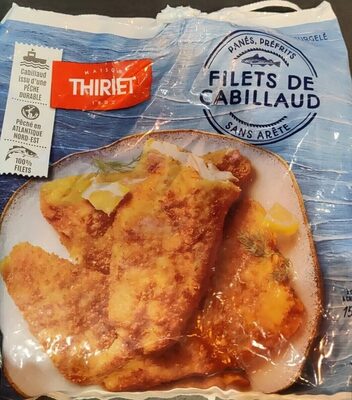 Cabillaud
issu d'une
PÊCHE
DURABLE
Pêché en
ATLANTIQUE
NORD-EST
100%
FILETS
MAISON
THIRIET
1902
PANÉS, PRÉFRITS
FILETS DE
CABILLAUD
SANS ARÊTE